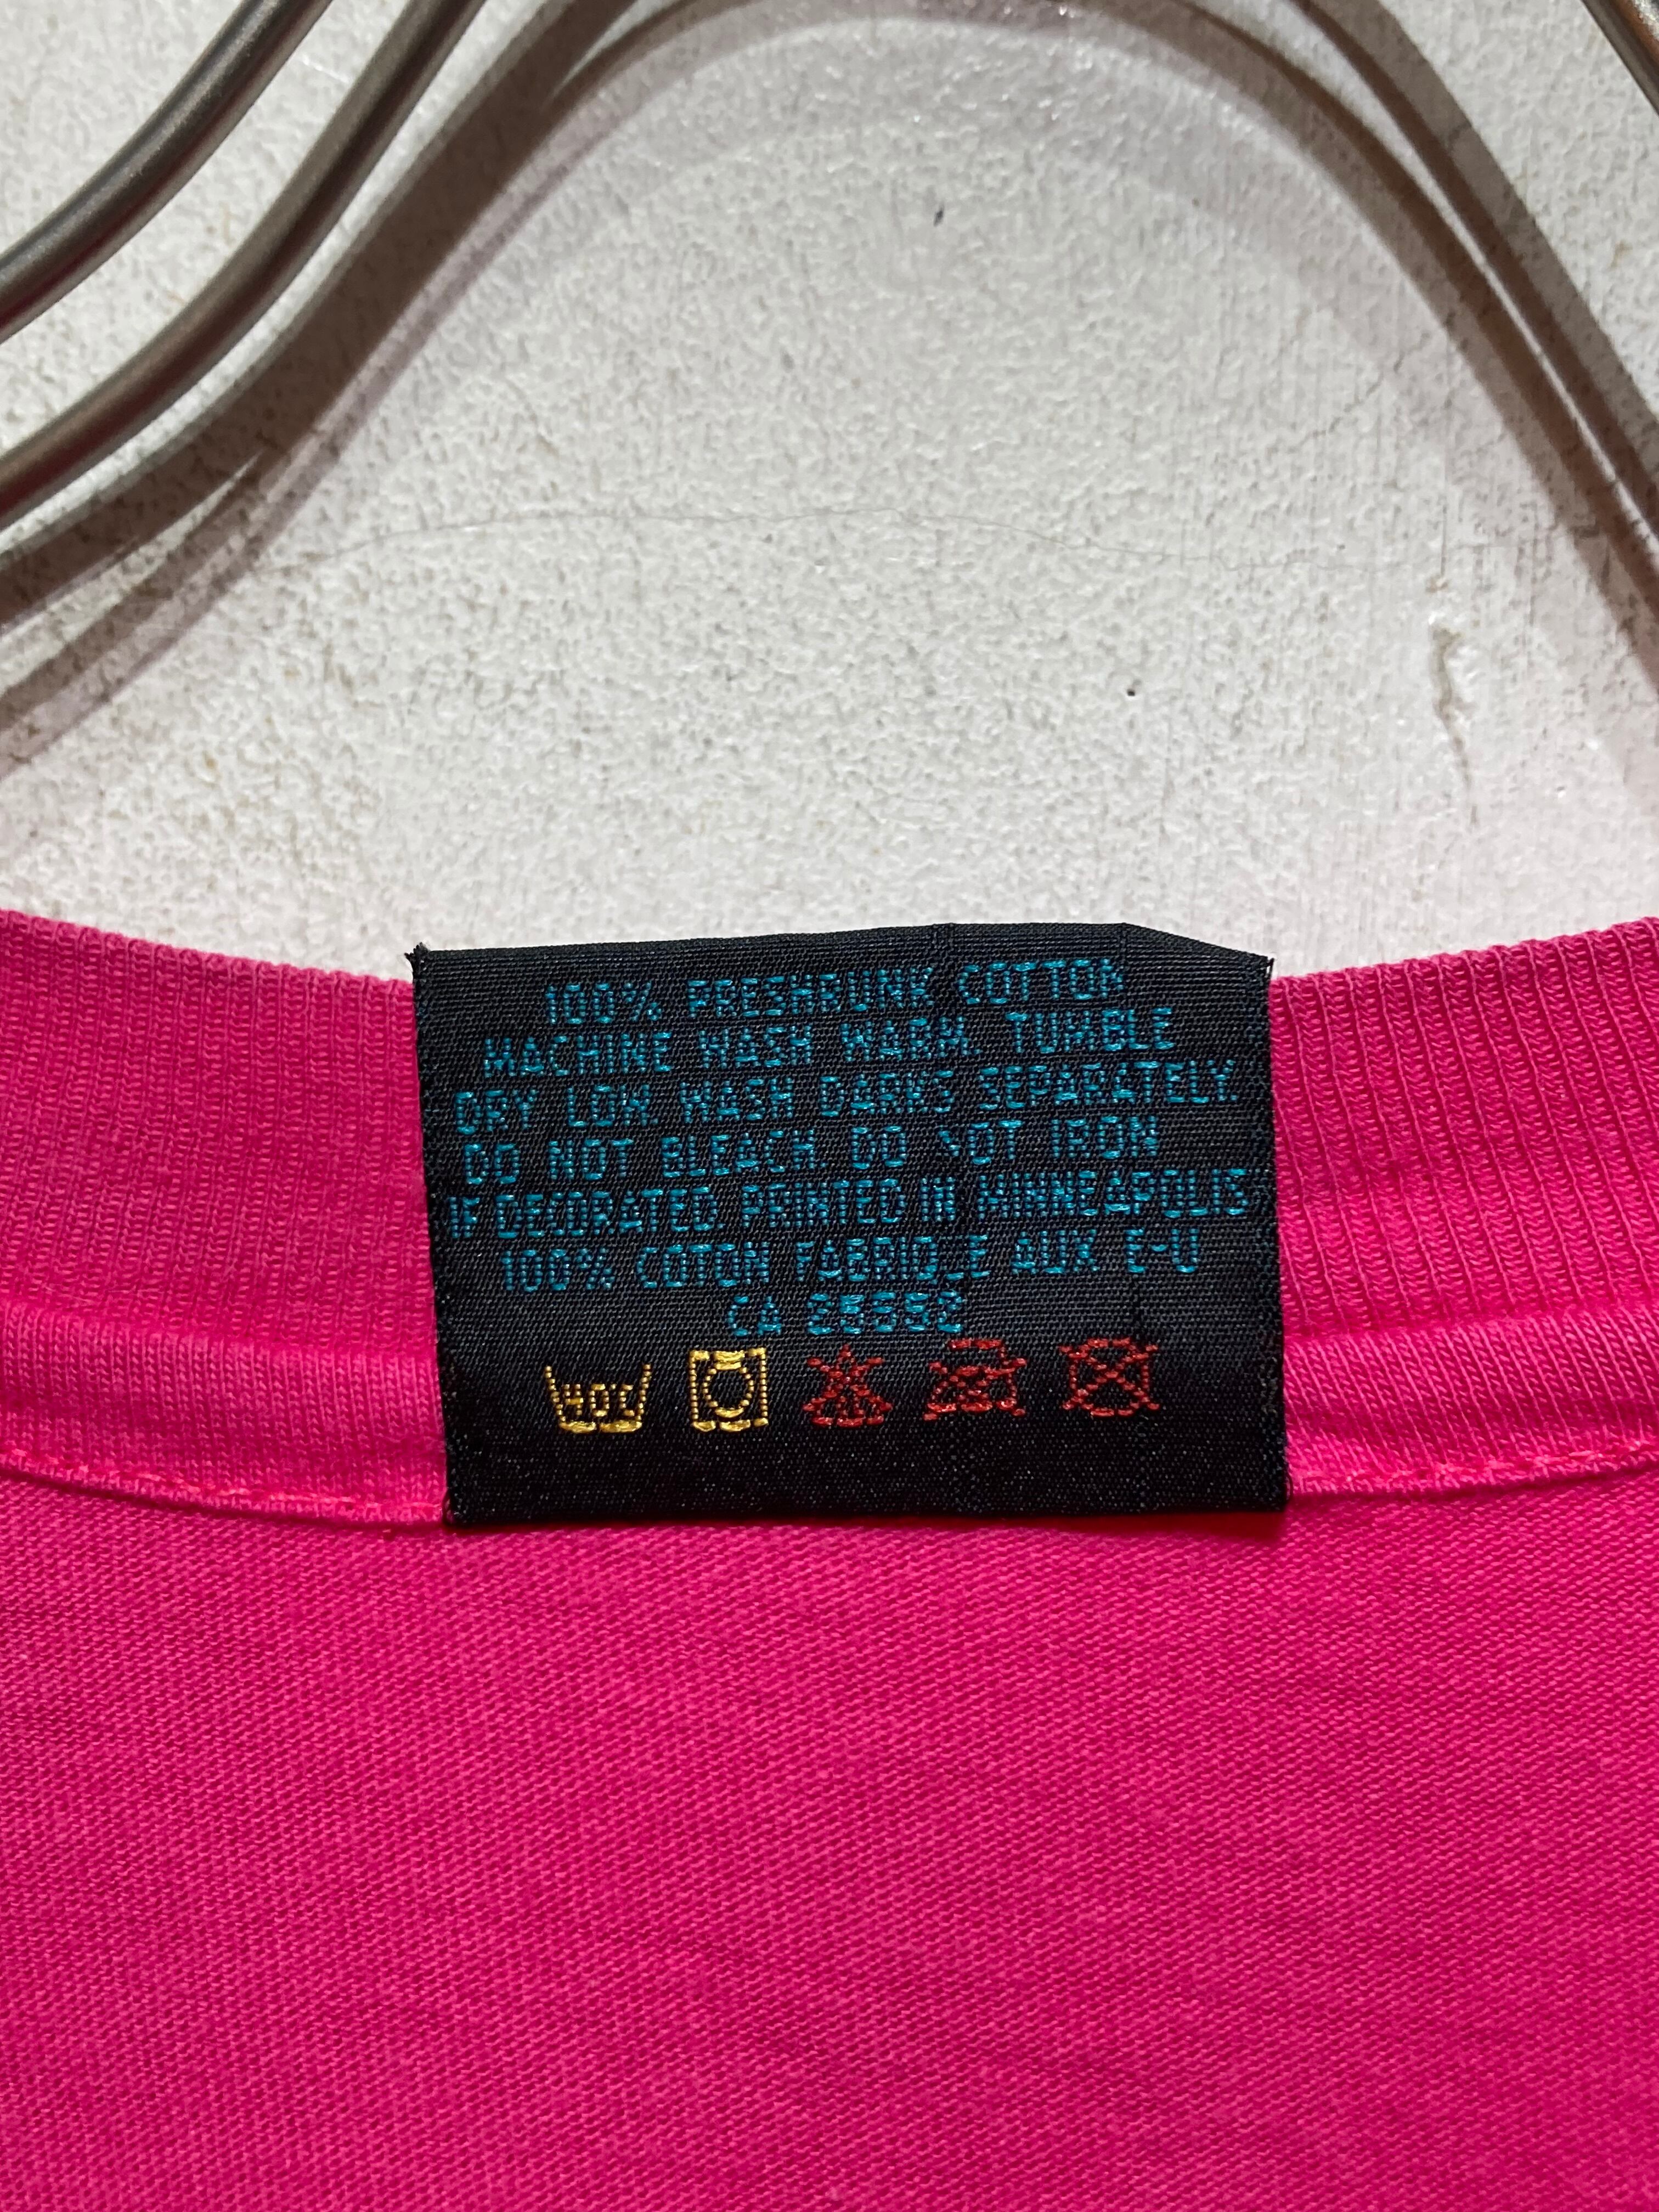 100% PRESHRUNK COTTON
MACHINE WASH WARM. TUMBLE
DRY LOW. WASH DARKS SEPARATELY.
DO NOT BLEACH. DO NOT IRON
IF DECORATED, PRINTED IN MINNEAPOLIS
100% COTON FABRIQUE AUX E-U
CA 25552
40C